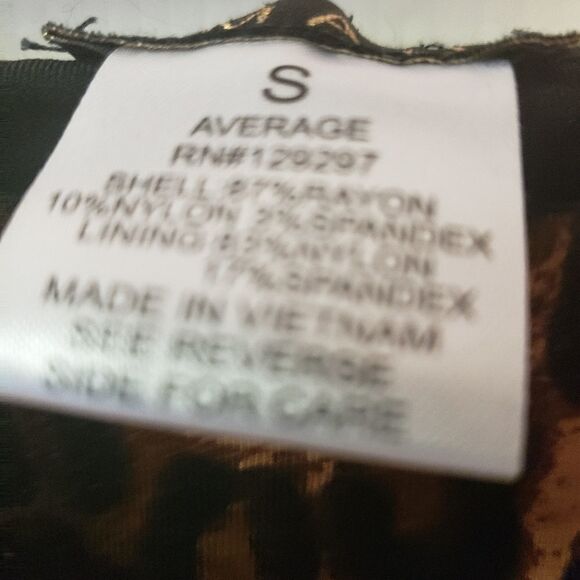 S
AVERAGE
RN#129297
SHELL:87%RAYON
10%NYLON 3%SPANDEX
LINING:83%NYLON
17%SPANDEX
MADE IN VIETNAM
SEE REVERSE
SIDE FOR CARE